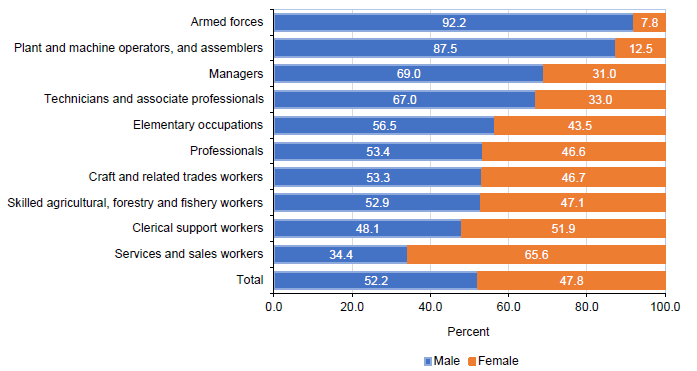 Armed forces 92.2 7.8
Plant and machine operators, and assemblers 87.5 12.5
Managers 69.0 31.0
Technicians and associate professionals 67.0 33.0
Elementary occupations 56.5 43.5
Professionals 53.4 46.6
Craft and related trades workers 53.3 46.7
Skilled agricultural, forestry and fishery workers 52.9 47.1
Clerical support workers 48.1 51.9
Services and sales workers 34.4 65.6
Total 52.2 47.8
0.0 20.0 40.0 60.0 80.0 100.0
Percent
Male Female